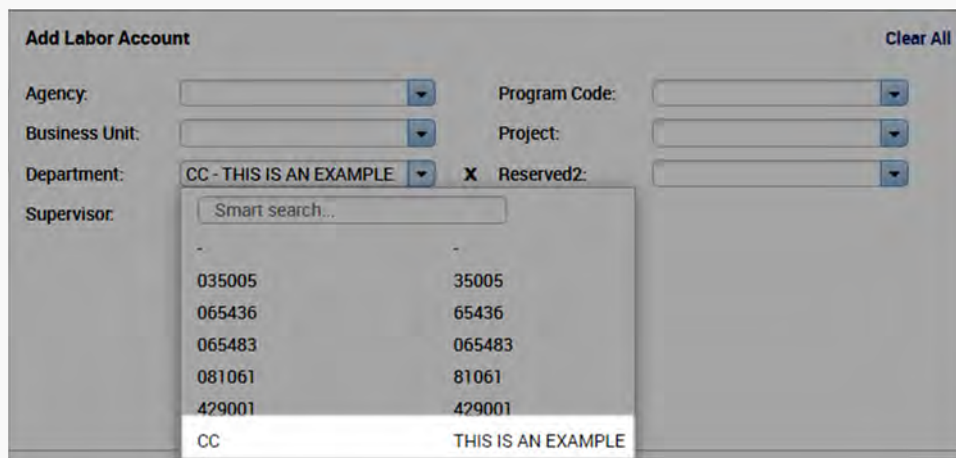 Add Labor Account Clear All
Agency: Program Code:
Business Unit: Project:
Department: CC - THIS IS AN EXAMPLE X Reserved2:
Supervisor: Smart search...
- -
035005 35005
065436 65436
065483 065483
081061 81061
429001 429001
CC THIS IS AN EXAMPLE